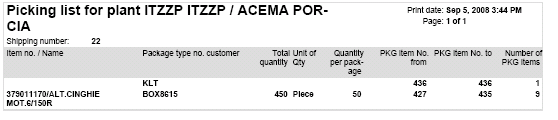 Picking list for plant ITZZP ITZZP / ACEMA POR-
CIA
Print date: Sep 5, 2008 3:44 PM
Page: 1 of 1
Shipping number: 22
Item no. / Name Package type no. customer Total quantity Unit of Qty Quantity per pack-age PKG item No. from PKG item No. to Number of PKG items
KLT 436 436 1
379011170/ALT.CINGHIE BOX8615 450 Piece 50 427 435 9
MOT.6/150R